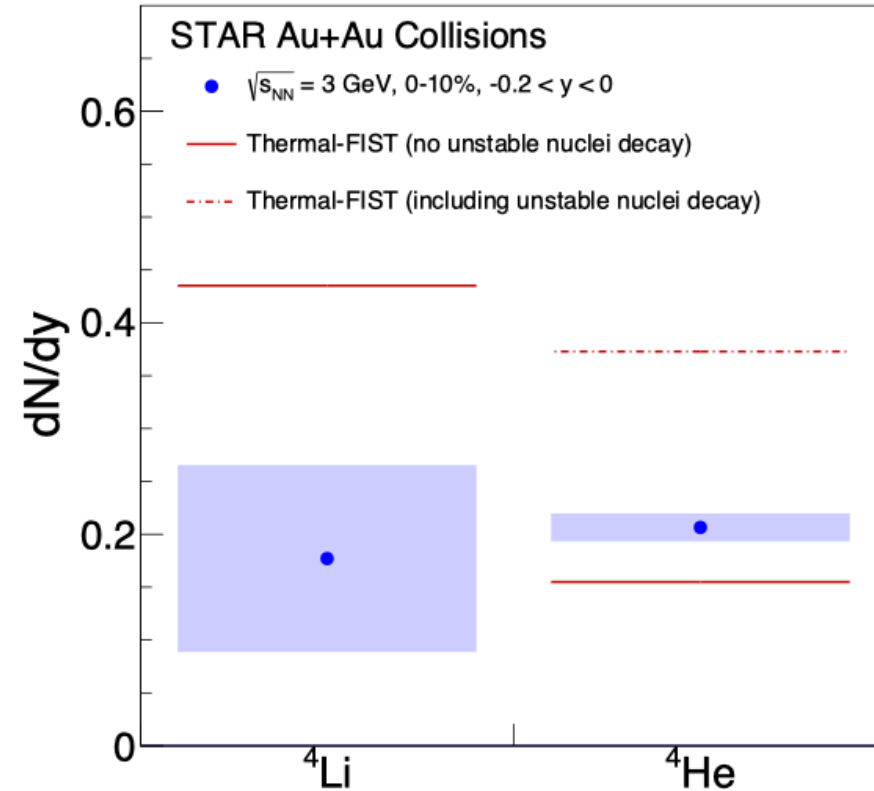 STAR Au+Au Collisions
√sNN = 3 GeV, 0-10%, -0.2 < y < 0
Thermal-FIST (no unstable nuclei decay)
Thermal-FIST (including unstable nuclei decay)
dN/dy
0.6
0.4
0.2
0
⁴Li
⁴He